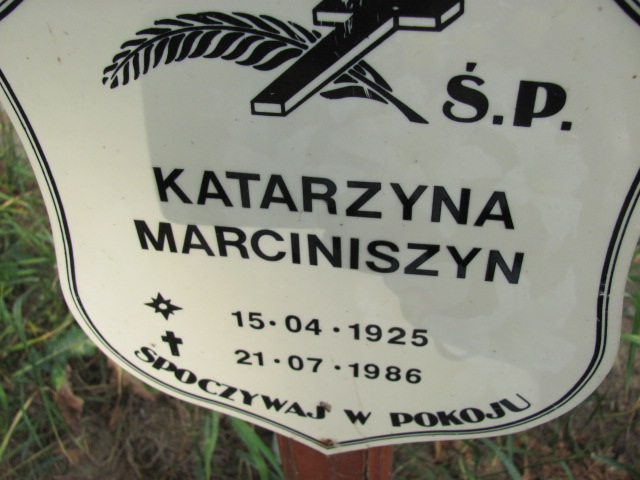 Ś.P.
KATARZYNA
MARCINISZYN
15·04·1925
21·07·1986
SPOCZYWAJ W POKOJU